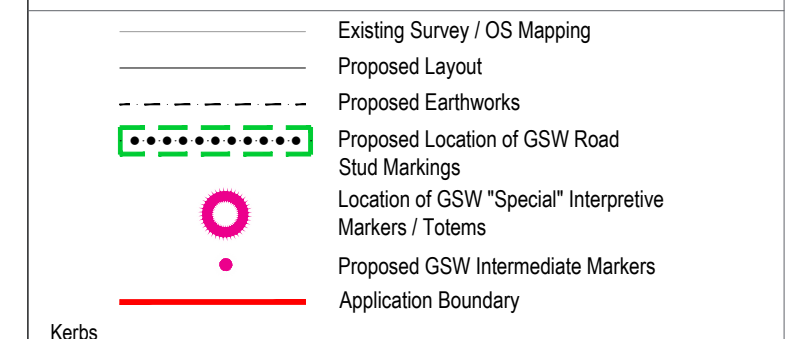 Existing Survey / OS Mapping
Proposed Layout
Proposed Earthworks
Proposed Location of GSW Road
Stud Markings
Location of GSW "Special" Interpretive
Markers / Totems
Proposed GSW Intermediate Markers
Application Boundary
Kerbs